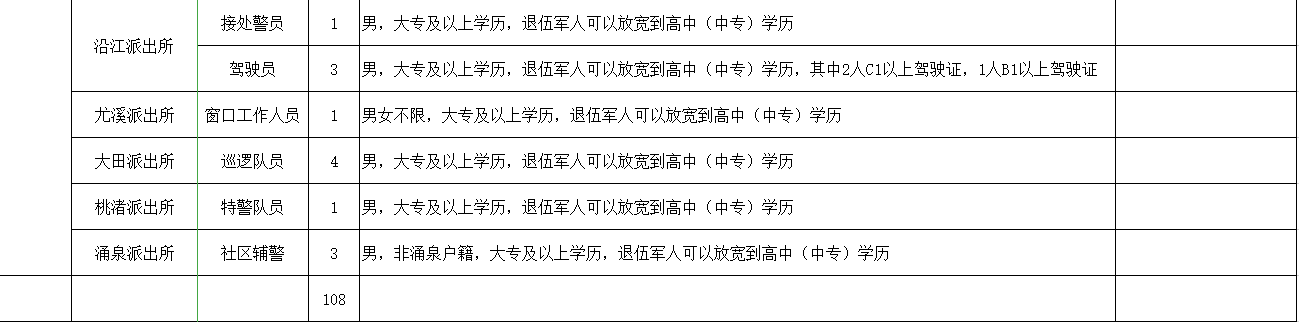 沿江派出所 接处警员 1 男，大专及以上学历，退伍军人可以放宽到高中（中专）学历
驾驶员 3 男，大专及以上学历，退伍军人可以放宽到高中（中专）学历，其中2人C1以上驾驶证，1人B1以上驾驶证
尤溪派出所 窗口工作人员 1 男女不限，大专及以上学历，退伍军人可以放宽到高中（中专）学历
大田派出所 巡逻队员 4 男，大专及以上学历，退伍军人可以放宽到高中（中专）学历
桃渚派出所 特警队员 1 男，大专及以上学历，退伍军人可以放宽到高中（中专）学历
涌泉派出所 社区辅警 3 男，非涌泉户籍，大专及以上学历，退伍军人可以放宽到高中（中专）学历
108